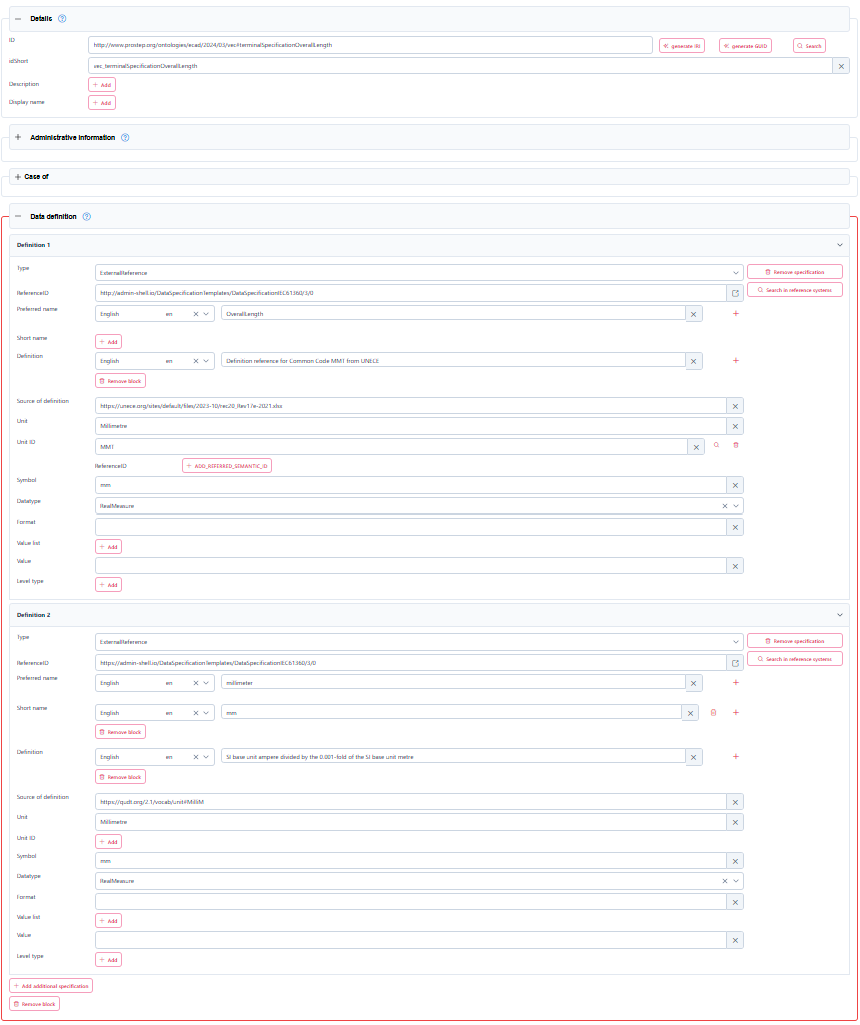 Details
ID
http://www.prostep.org/ontologies/ecad/2024/03/vec#terminalSpecificationOverallLength
generate IRI
generate GUID
Search
idShort
vec_terminalSpecificationOverallLength
Description
Add
Display name
Add
Administrative information
Case of
Data definition
Definition 1
Type
ExternalReference
Remove specification
ReferenceID
http://admin-shell.io/DataSpecificationTemplates/DataSpecificationIEC61360/3/0
Search in reference systems
Preferred name
English en
OverallLength
Short name
Add
Definition
English en
Definition reference for Common Code MMT from UNECE
Remove block
Source of definition
https://unece.org/sites/default/files/2023-10/rec20_Rev17e-2021.xlsx
Unit
Millimetre
Unit ID
MMT
ReferenceID
ADD_REFERRED_SEMANTIC_ID
Symbol
mm
Datatype
RealMeasure
Format
Value list
Add
Value
Level type
Add
Definition 2
Type
ExternalReference
Remove specification
ReferenceID
https://admin-shell.io/DataSpecificationTemplates/DataSpecificationIEC61360/3/0
Search in reference systems
Preferred name
English en
millimeter
Short name
English en
mm
Remove block
Definition
English en
SI base unit ampere divided by the 0.001-fold of the SI base unit metre
Remove block
Source of definition
https://qudt.org/2.1/vocab/unit#MilliM
Unit
Millimetre
Unit ID
Add
Symbol
mm
Datatype
RealMeasure
Format
Value list
Add
Value
Level type
Add
Add additional specification
Remove block